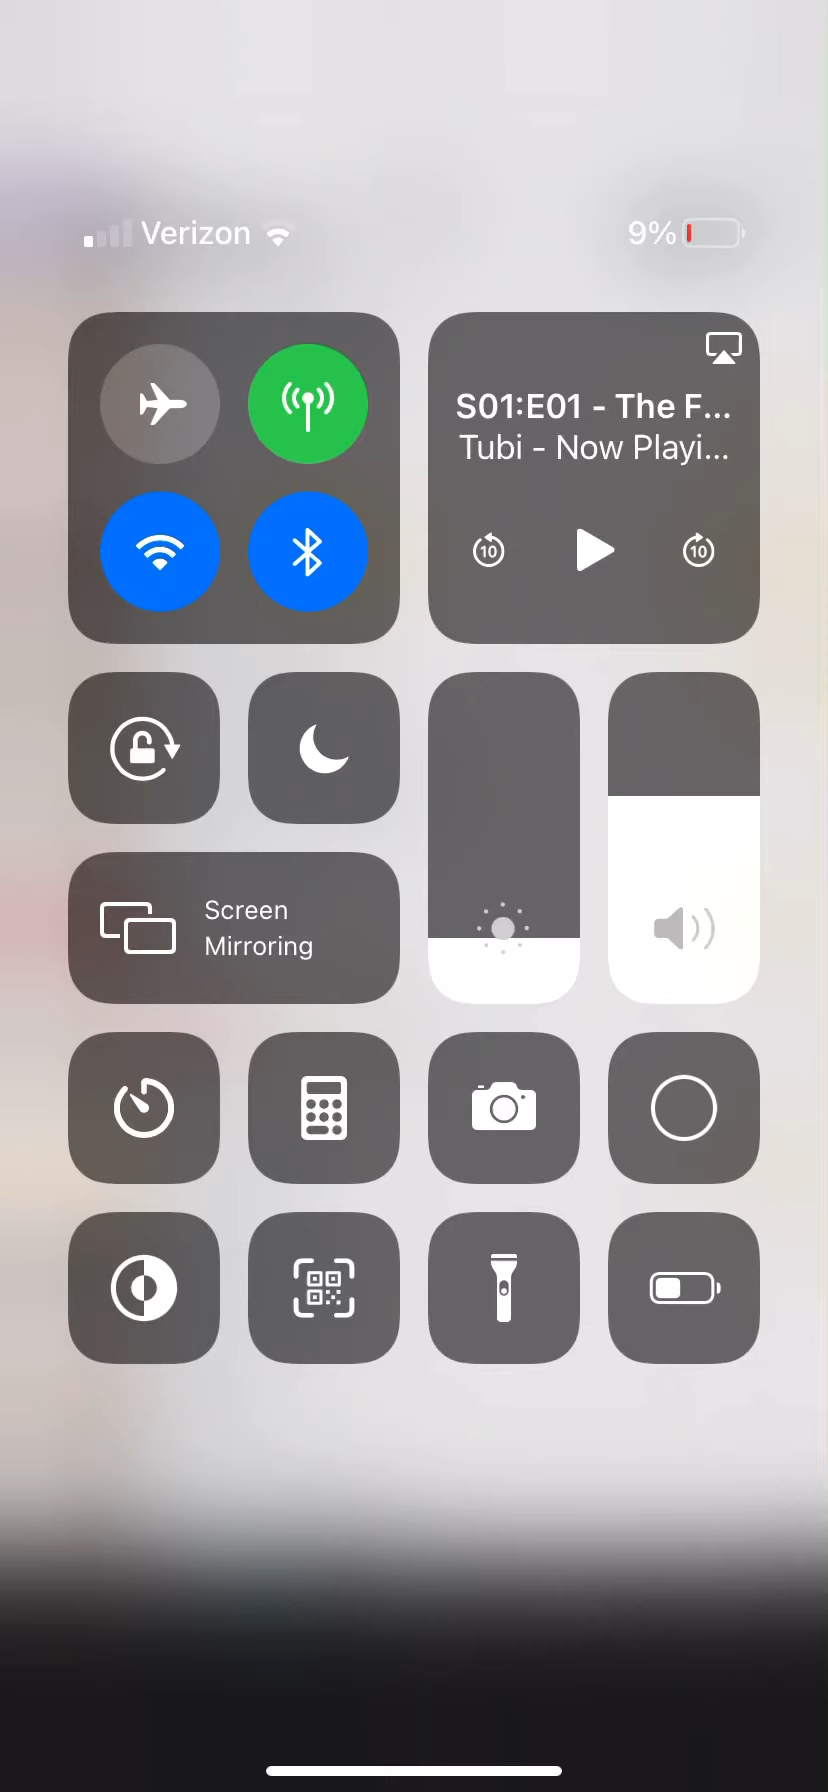 Verizon
9%
S01:E01 - The F...
Tubi - Now Playi...
10
10
Screen
Mirroring